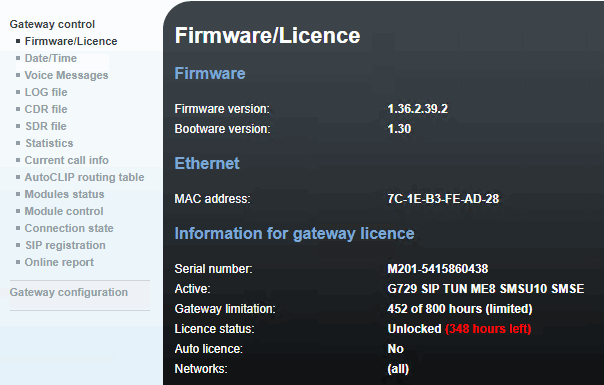 Gateway control
Firmware/Licence
Date/Time
Voice Messages
LOG file
CDR file
SDR file
Statistics
Current call info
AutoCLIP routing table
Modules status
Module control
Connection state
SIP registration
Online report
Gateway configuration
Firmware/Licence
Firmware
Firmware version: 1.36.2.39.2
Bootware version: 1.30
Ethernet
MAC address: 7C-1E-B3-FE-AD-28
Information for gateway licence
Serial number: M201-5415860438
Active: G729 SIP TUN ME8 SMSU10 SMSE
Gateway limitation: 452 of 800 hours (limited)
Licence status: Unlocked (348 hours left)
Auto licence: No
Networks: (all)